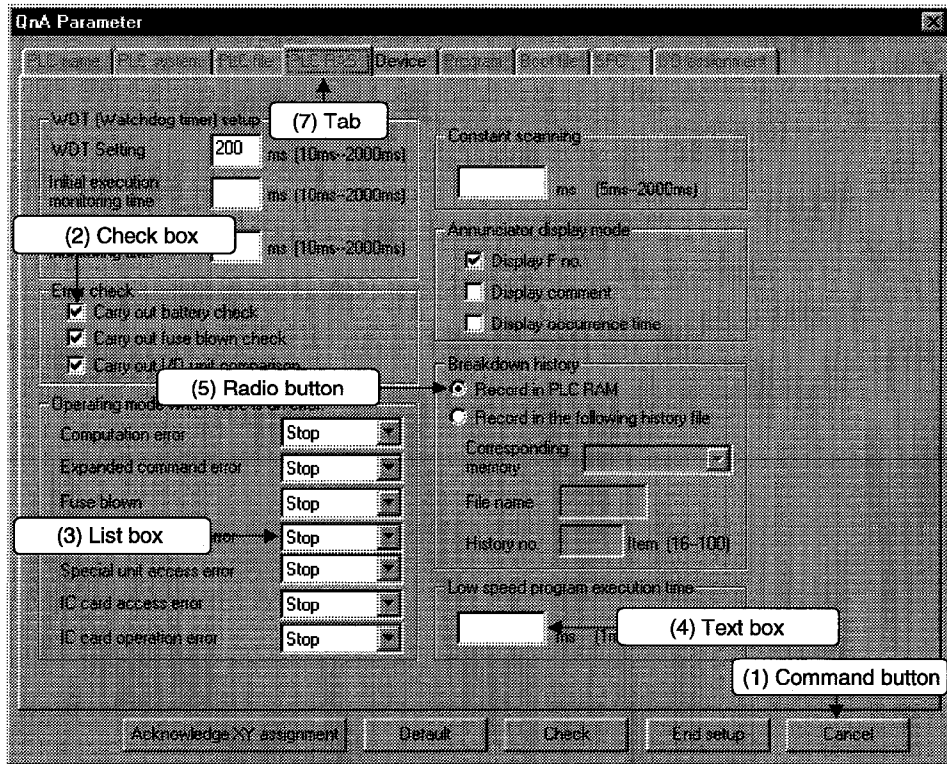 QnA Parameter
PLC name PLC system PLC file PLC RAS Device Program Boot file SFC I/O assignment
(7) Tab
WDT (Watchdog timer) setup
WDT Setting 200 ms (10ms--2000ms)
Initial execution
monitoring time ms (10ms--2000ms)
(2) Check box
ms (10ms--2000ms)
Error check
Carry out battery check
Carry out fuse blown check
Carry out I/O unit comparison
(5) Radio button
Operating mode when there is an error
Computation error Stop
Expanded command error Stop
Fuse blown Stop
(3) List box
Stop
Special unit access error Stop
IC card access error Stop
IC card operation error Stop
Constant scanning
ms (5ms--2000ms)
Annunciator display mode
Display F no.
Display comment
Display occurrence time
Breakdown history
Record in PLC RAM
Record in the following history file
Corresponding
memory
File name
History no. Item (16--100)
Low speed program execution time
ms
(4) Text box
(1) Command button
Acknowledge XY assignment Default Check End setup Cancel